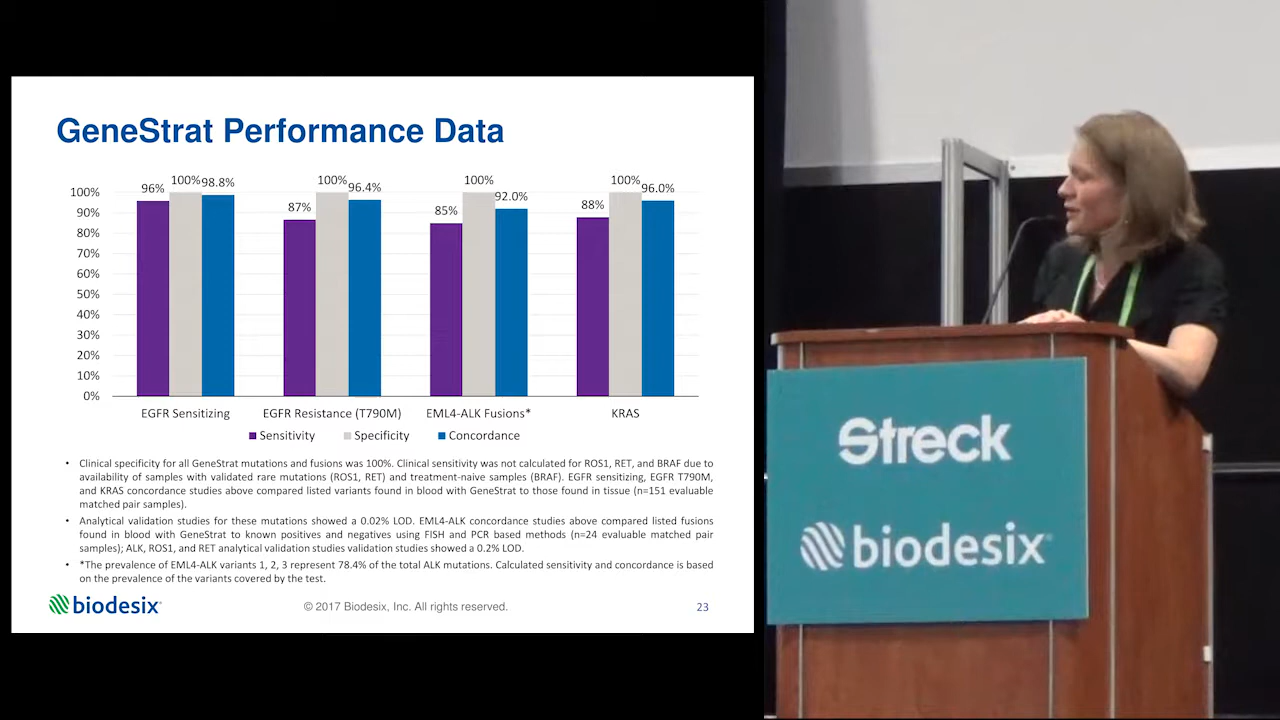 GeneStrat Performance Data
100%
90%
80%
70%
60%
50%
40%
30%
20%
10%
0%
96% 100% 98.8%
87% 100% 96.4%
85% 100% 92.0%
88% 100% 96.0%
EGFR Sensitizing EGFR Resistance (T790M) EML4-ALK Fusions* KRAS
Sensitivity Specificity Concordance
• Clinical specificity for all GeneStrat mutations and fusions was 100%. Clinical sensitivity was not calculated for ROS1, RET, and BRAF due to
availability of samples with validated rare mutations (ROS1, RET) and treatment-naive samples (BRAF). EGFR sensitizing, EGFR T790M,
and KRAS concordance studies above compared listed variants found in blood with GeneStrat to those found in tissue (n=151 evaluable
matched pair samples).
• Analytical validation studies for these mutations showed a 0.02% LOD. EML4-ALK concordance studies above compared listed fusions
found in blood with GeneStrat to known positives and negatives using FISH and PCR based methods (n=24 evaluable matched pair
samples); ALK, ROS1, and RET analytical validation studies validation studies showed a 0.2% LOD.
• *The prevalence of EML4-ALK variants 1, 2, 3 represent 78.4% of the total ALK mutations. Calculated sensitivity and concordance is based
on the prevalence of the variants covered by the test.
biodesix
© 2017 Biodesix, Inc. All rights reserved.
23
Streck
biodesix